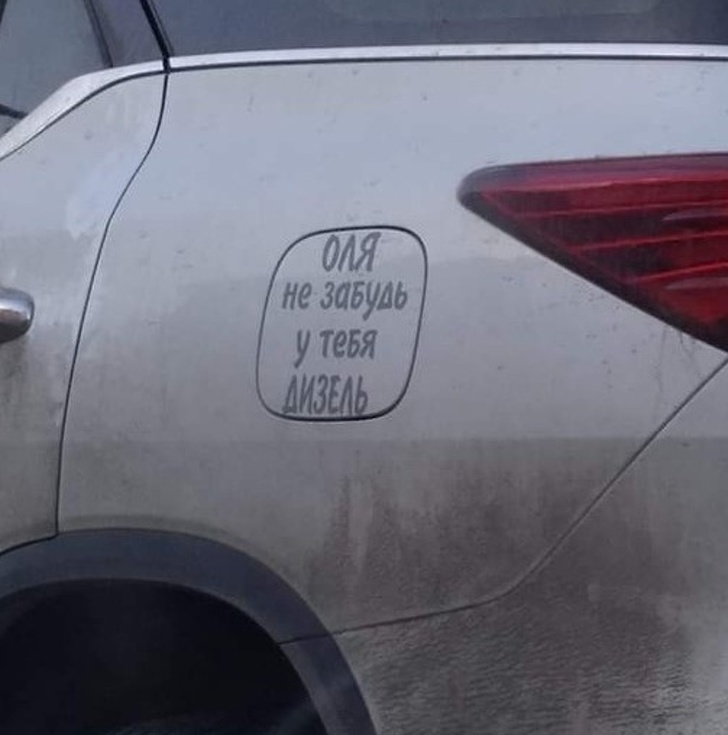 ОЛЯ
не забудь
у тебя
дизель